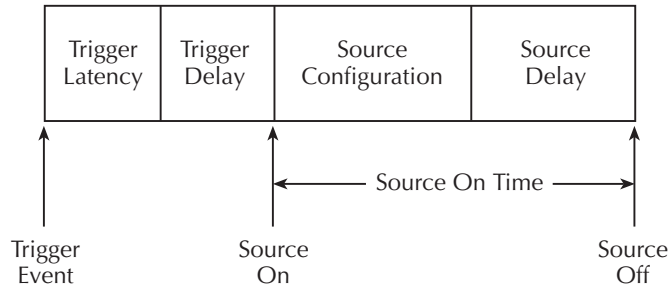 Trigger
Latency
Trigger
Delay
Source
Configuration
Source
Delay
Source On Time
Trigger
Event
Source
On
Source
Off